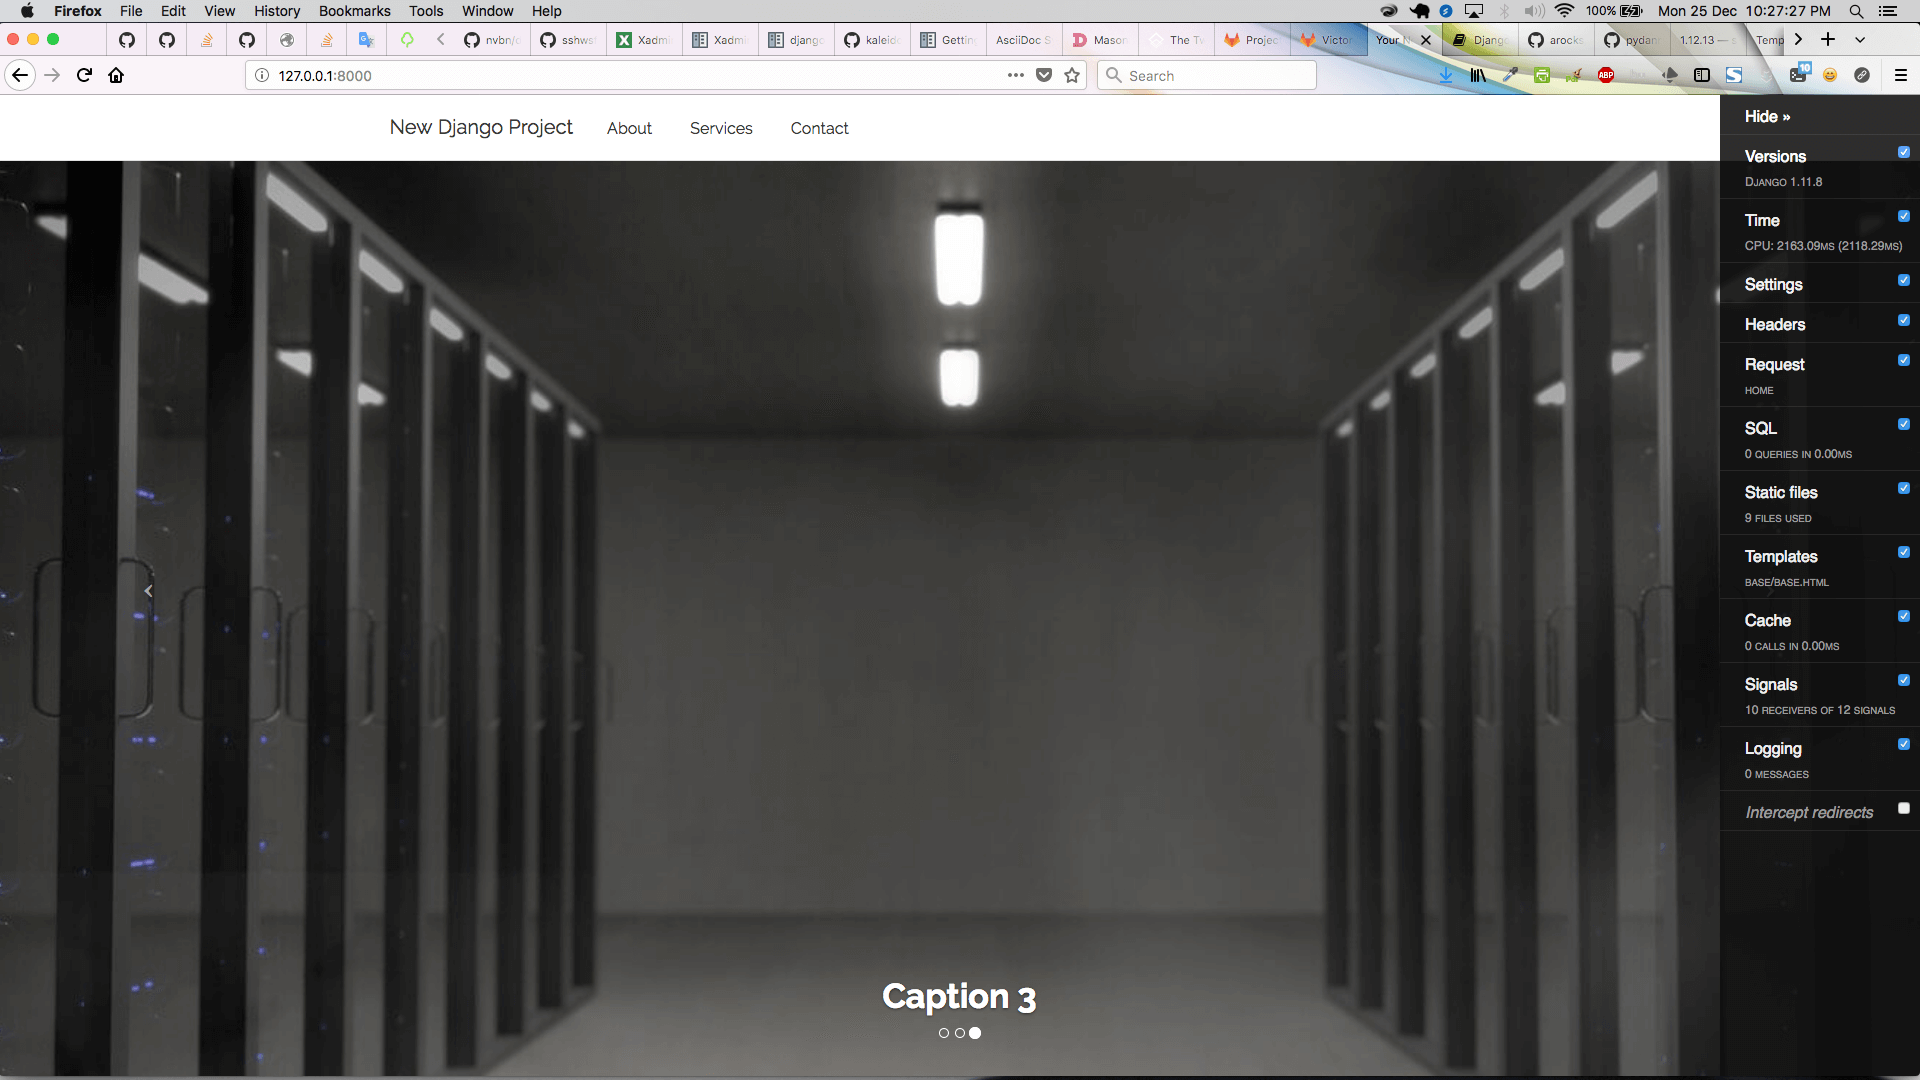 Firefox File Edit View History Bookmarks Tools Window Help 100% Mon 25 Dec 10:27:27 PM
nvbn/ sshws Xadmi Xadmi django kaleid Gettin AsciiDoc S Mason The Tw Projec Victor Your N Django arocks pydan 1.12.13 — Temp
127.0.0.1:8000 Search ABP 10
New Django Project About Services Contact
Hide »
Versions
Django 1.11.8
Time
CPU: 2163.09ms (2118.29ms)
Settings
Headers
Request
home
SQL
0 queries in 0.00ms
Static files
9 files used
Templates
base/base.html
Cache
0 calls in 0.00ms
Signals
10 receivers of 12 signals
Logging
0 messages
Intercept redirects
Caption 3